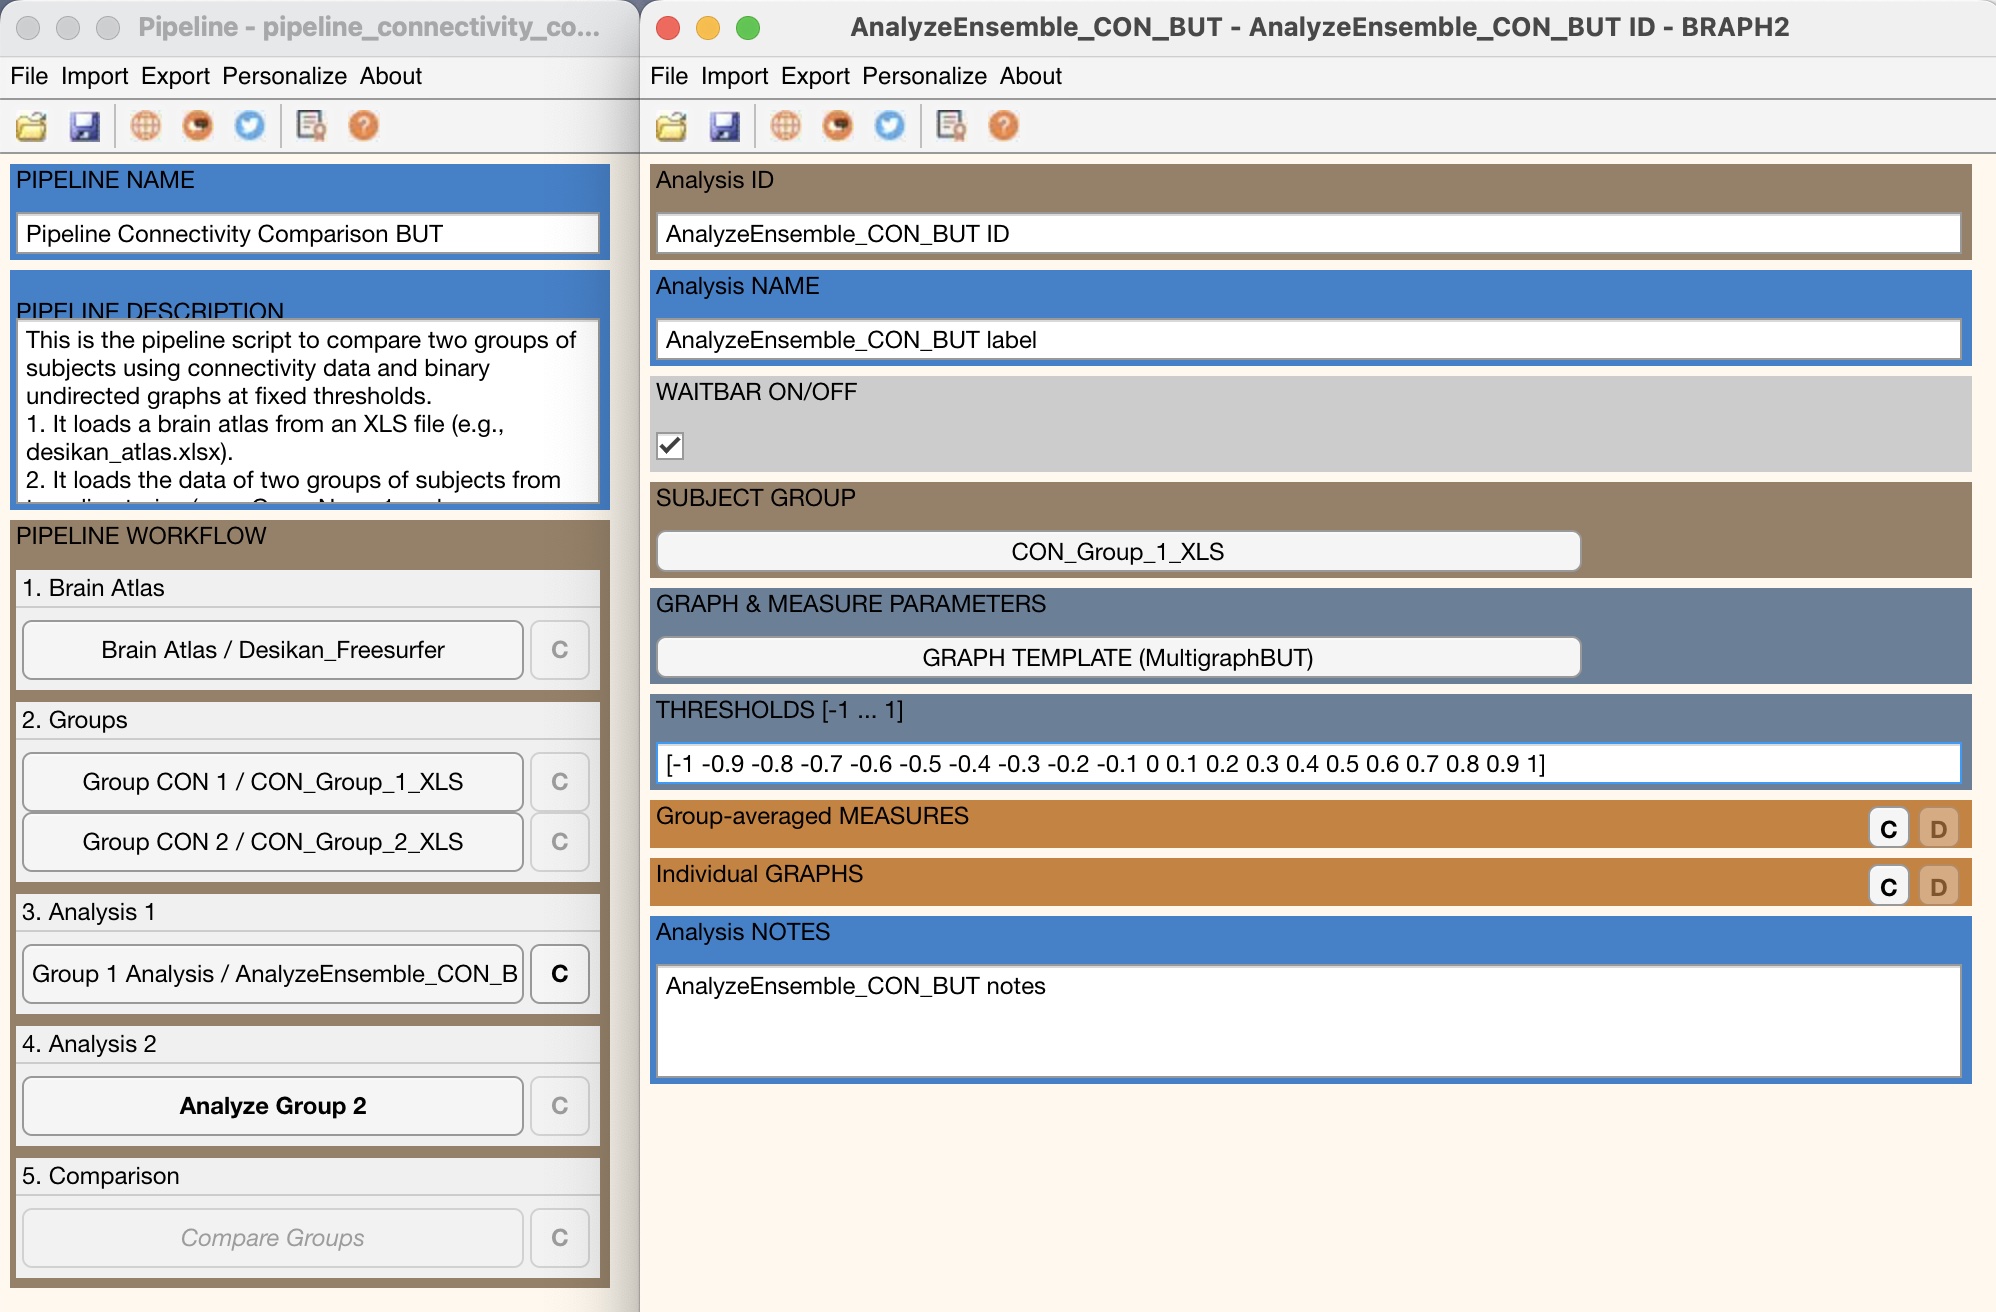 Pipeline - pipeline_connectivity_co...
File Import Export Personalize About
PIPELINE NAME
Pipeline Connectivity Comparison BUT
PIPELINE DESCRIPTION
This is the pipeline script to compare two groups of
subjects using connectivity data and binary
undirected graphs at fixed thresholds.
1. It loads a brain atlas from an XLS file (e.g.,
desikan_atlas.xlsx).
2. It loads the data of two groups of subjects from
PIPELINE WORKFLOW
1. Brain Atlas
Brain Atlas / Desikan_Freesurfer C
2. Groups
Group CON 1 / CON_Group_1_XLS C
Group CON 2 / CON_Group_2_XLS C
3. Analysis 1
Group 1 Analysis / AnalyzeEnsemble_CON_B C
4. Analysis 2
Analyze Group 2 C
5. Comparison
Compare Groups C
AnalyzeEnsemble_CON_BUT - AnalyzeEnsemble_CON_BUT ID - BRAPH2
File Import Export Personalize About
Analysis ID
AnalyzeEnsemble_CON_BUT ID
Analysis NAME
AnalyzeEnsemble_CON_BUT label
WAITBAR ON/OFF
SUBJECT GROUP
CON_Group_1_XLS
GRAPH & MEASURE PARAMETERS
GRAPH TEMPLATE (MultigraphBUT)
THRESHOLDS [-1 ... 1]
[-1 -0.9 -0.8 -0.7 -0.6 -0.5 -0.4 -0.3 -0.2 -0.1 0 0.1 0.2 0.3 0.4 0.5 0.6 0.7 0.8 0.9 1]
Group-averaged MEASURES C D
Individual GRAPHS C D
Analysis NOTES
AnalyzeEnsemble_CON_BUT notes